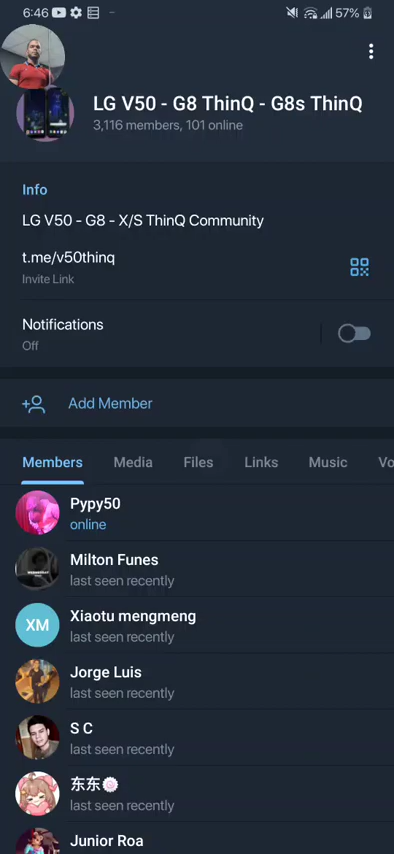 6:46
57%
LG V50 - G8 ThinQ - G8s ThinQ
3,116 members, 101 online
Info
LG V50 - G8 - X/S ThinQ Community
t.me/v50thinq
Invite Link
Notifications
Off
Add Member
Members Media Files Links Music Vo
Pypy50
online
Milton Funes
last seen recently
XM
Xiaotu mengmeng
last seen recently
Jorge Luis
last seen recently
S C
last seen recently
东东🍥
last seen recently
Junior Roa